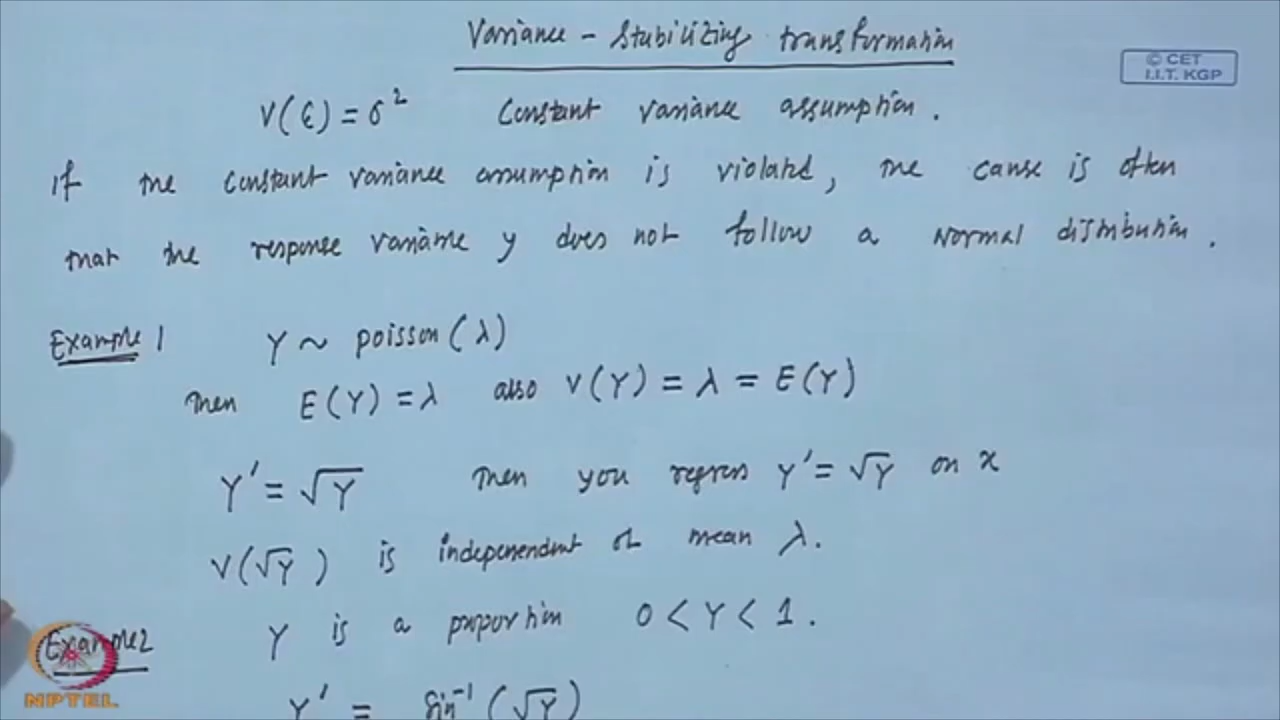 Variance - Stabilizing transformation
© CET
I.I.T. KGP
V(ε) = σ² Constant variance assumption.
If the constant variance assumption is violated, the cause is often
that the response variable y does not follow a Normal distribution.
Example 1 Y ~ poisson(λ)
Then E(Y) = λ also V(Y) = λ = E(Y)
Y' = √Y Then you regress Y' = √Y on x
V(√Y) is independent of mean λ.
Example 2 Y is a proportion 0 < Y < 1.
Y' = Sin⁻¹(√Y)
NPTEL